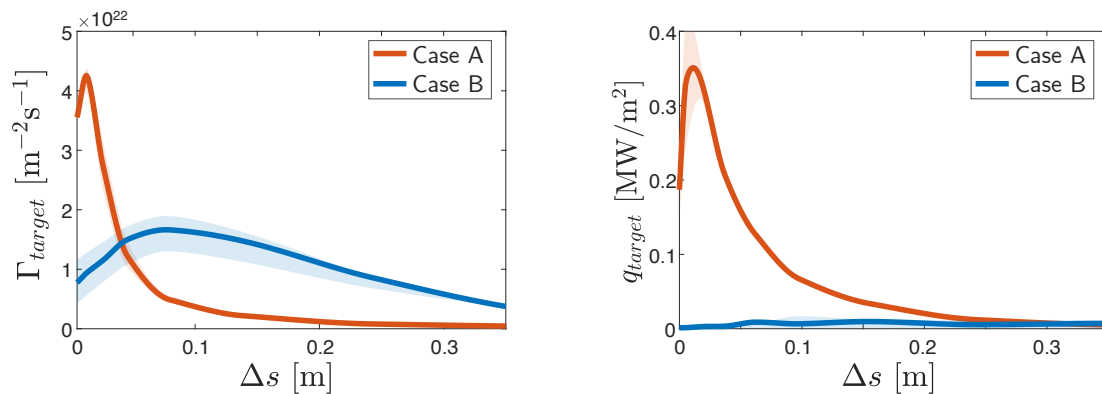 ×10²²
5
4
3
2
1
0
Γ_target [m⁻²s⁻¹]
Case A
Case B
0 0.1 0.2 0.3
Δs [m]
0.4
0.3
0.2
0.1
0
q_target [MW/m²]
Case A
Case B
0 0.1 0.2 0.3
Δs [m]